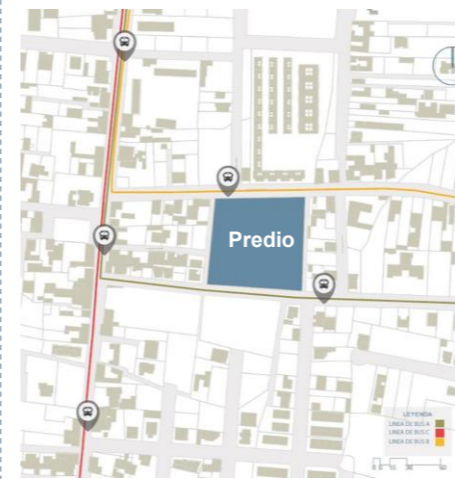 Predio
LEYENDA
LINEA DE BUS A
LINEA DE BUS C
LINEA DE BUS B